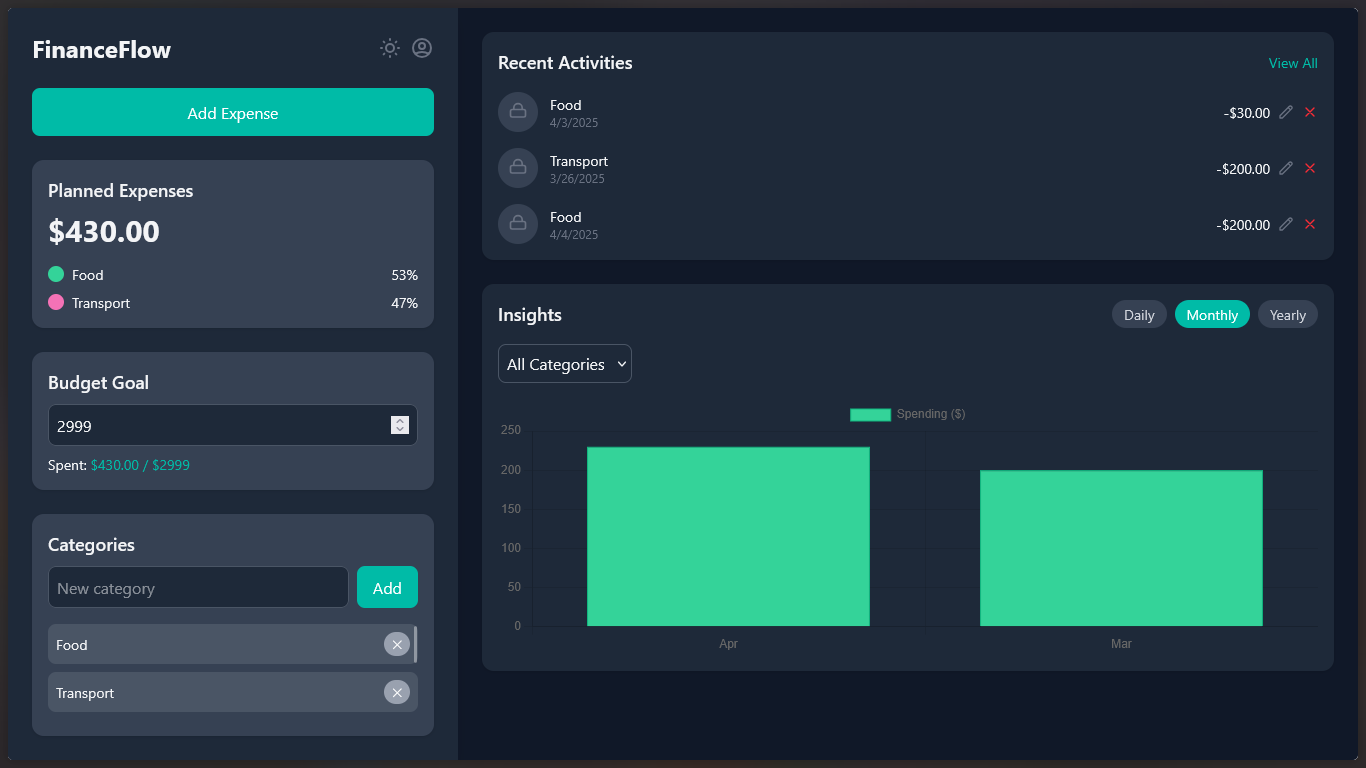 FinanceFlow
Add Expense
Planned Expenses
$430.00
Food 53%
Transport 47%
Budget Goal
2999
Spent: $430.00 / $2999
Categories
New category Add
Food
Transport
Recent Activities View All
Food
4/3/2025
-$30.00
Transport
3/26/2025
-$200.00
Food
4/4/2025
-$200.00
Insights Daily Monthly Yearly
All Categories
Spending ($)
250
200
150
100
50
0
Apr Mar